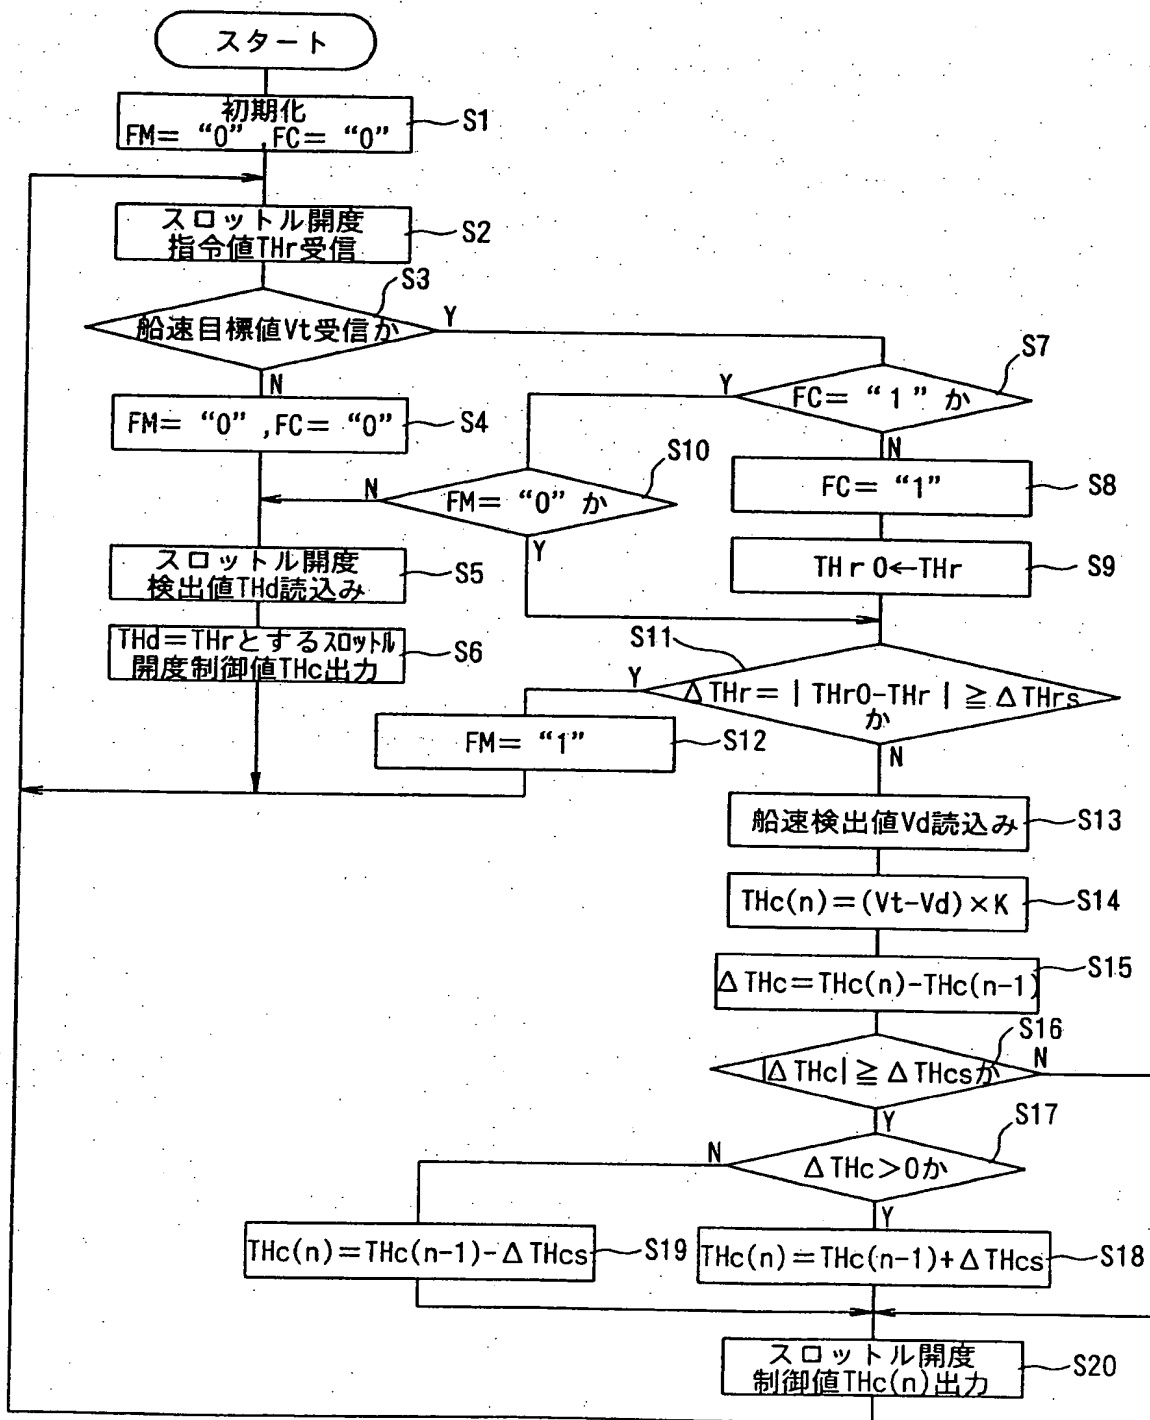 スタート
初期化
FM= “0” , FC= “0”
S1
スロットル開度
指令値THr受信
S2
船速目標値Vt受信か
S3
Y
N
FM= “0” ,FC= “0”
S4
FC= “1” か
S7
Y
N
FM= “0” か
S10
N
Y
FC= “1”
S8
スロットル開度
検出値THd読込み
S5
THr0←THr
S9
THd=THrとするスロットル
開度制御値THc出力
S6
S11
Y
ΔTHr=|THr0-THr|≧ΔTHrs
か
N
FM= “1”
S12
船速検出値Vd読込み
S13
THc(n)=(Vt-Vd)×K
S14
ΔTHc=THc(n)-THc(n-1)
S15
|ΔTHc|≧ΔTHcsか
S16
N
Y
ΔTHc>0か
S17
N
Y
THc(n)=THc(n-1)-ΔTHcs
S19
THc(n)=THc(n-1)+ΔTHcs
S18
スロットル開度
制御値THc(n)出力
S20